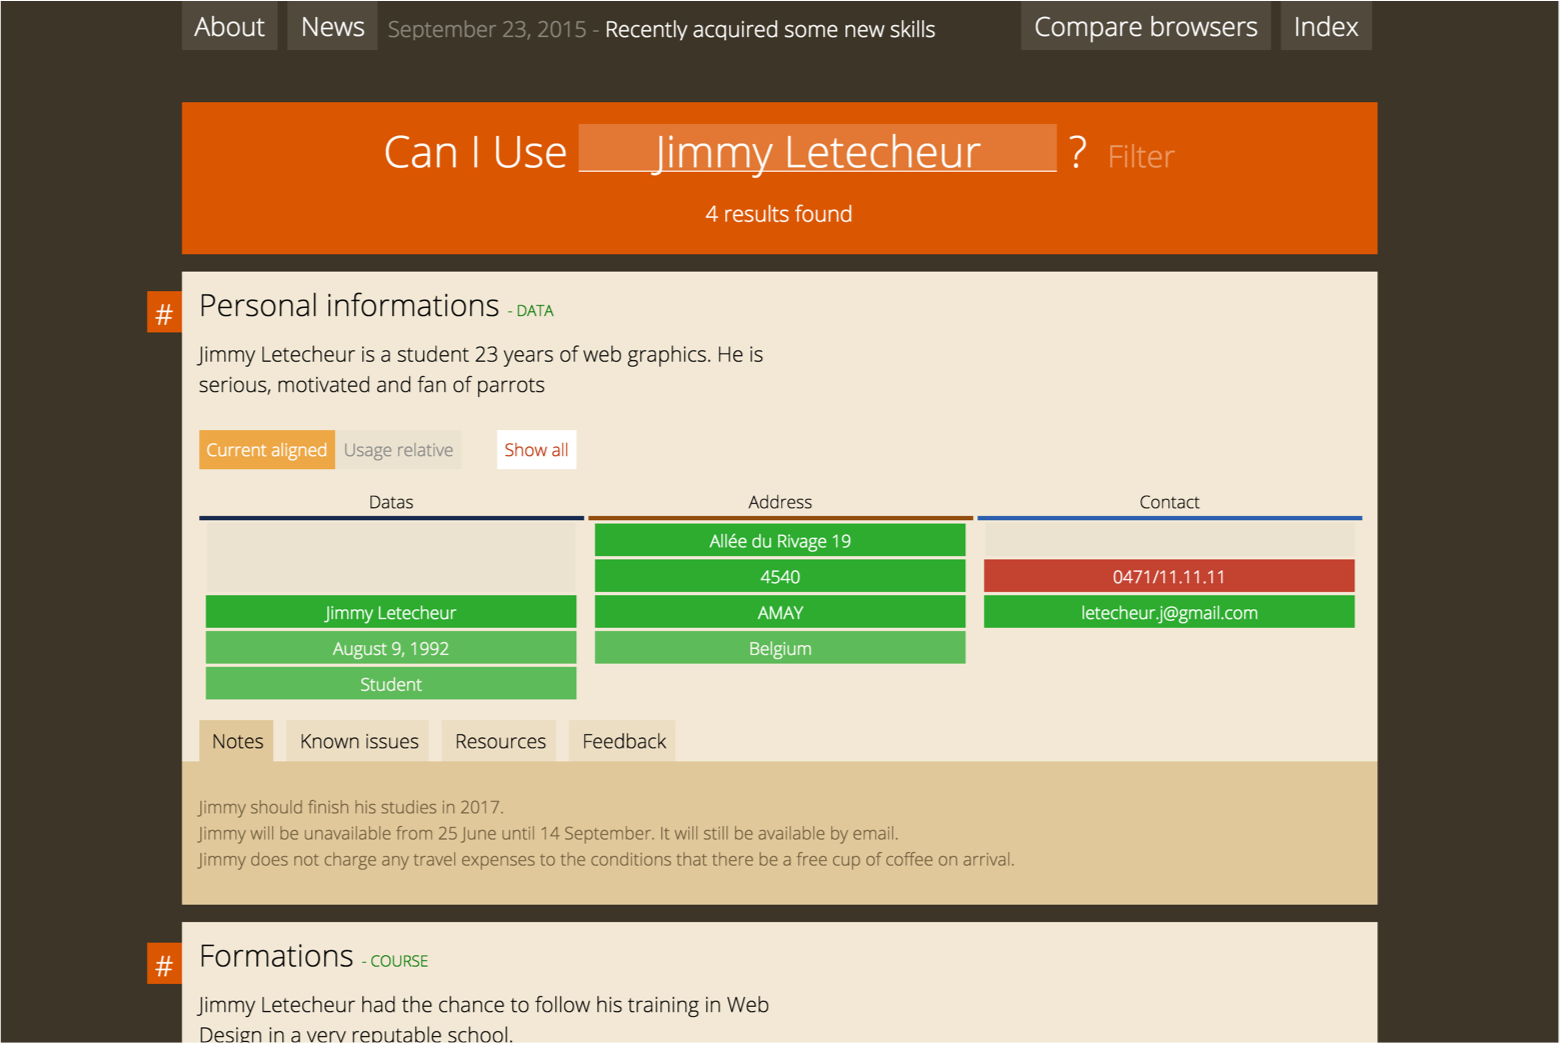 About News September 23, 2015 - Recently acquired some new skills Compare browsers Index
Can I Use Jimmy Letecheur ? Filter
4 results found
#
Personal informations - DATA
Jimmy Letecheur is a student 23 years of web graphics. He is
serious, motivated and fan of parrots
Current aligned Usage relative Show all
Datas Address Contact
Allée du Rivage 19
4540 0471/11.11.11
Jimmy Letecheur AMAY letecheur.j@gmail.com
August 9, 1992 Belgium
Student
Notes Known issues Resources Feedback
Jimmy should finish his studies in 2017.
Jimmy will be unavailable from 25 June until 14 September. It will still be available by email.
Jimmy does not charge any travel expenses to the conditions that there be a free cup of coffee on arrival.
#
Formations - COURSE
Jimmy Letecheur had the chance to follow his training in Web
Design in a very reputable school.